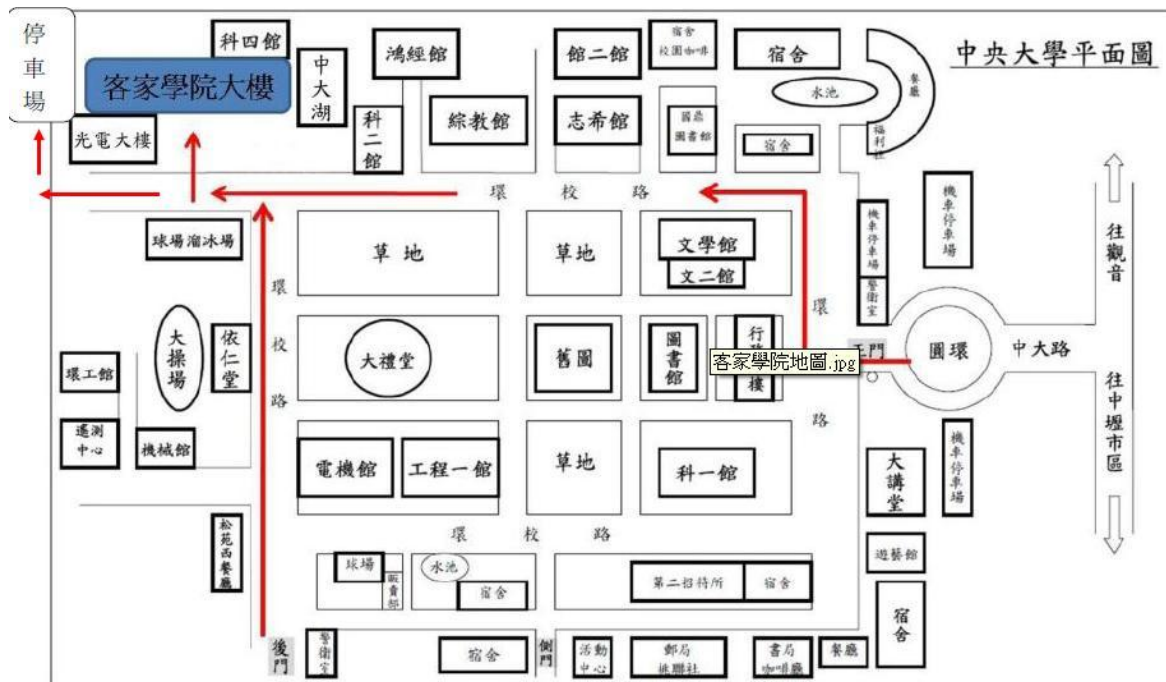 中央大學平面圖
停車場
科四館
客家學院大樓
光電大樓
中大湖
科二館
鴻經館
綜教館
館二館
志希館
宿舍
校園咖啡
國鼎
圖書館
宿舍
水池
宿舍
餐廳
福利社
環校路
球場溜冰場
草地
草地
文學館
文二館
機車停車場
警衛室
機車停車場
往觀音
環校路
大操場
依仁堂
大禮堂
舊圖
圖書館
行政
樓
客家學院地圖.jpg
環
路
正門
圓環
中大路
環工館
遙測
中心
機械館
電機館
工程一館
草地
科一館
大講堂
機車停車場
往中壢市區
環校路
松苑西餐廳
球場
販賣部
水池
宿舍
第二招待所
宿舍
遊藝館
宿舍
後門
警衛室
宿舍
側門
活動
中心
郵局
桃聯社
書局
咖啡廳
餐廳